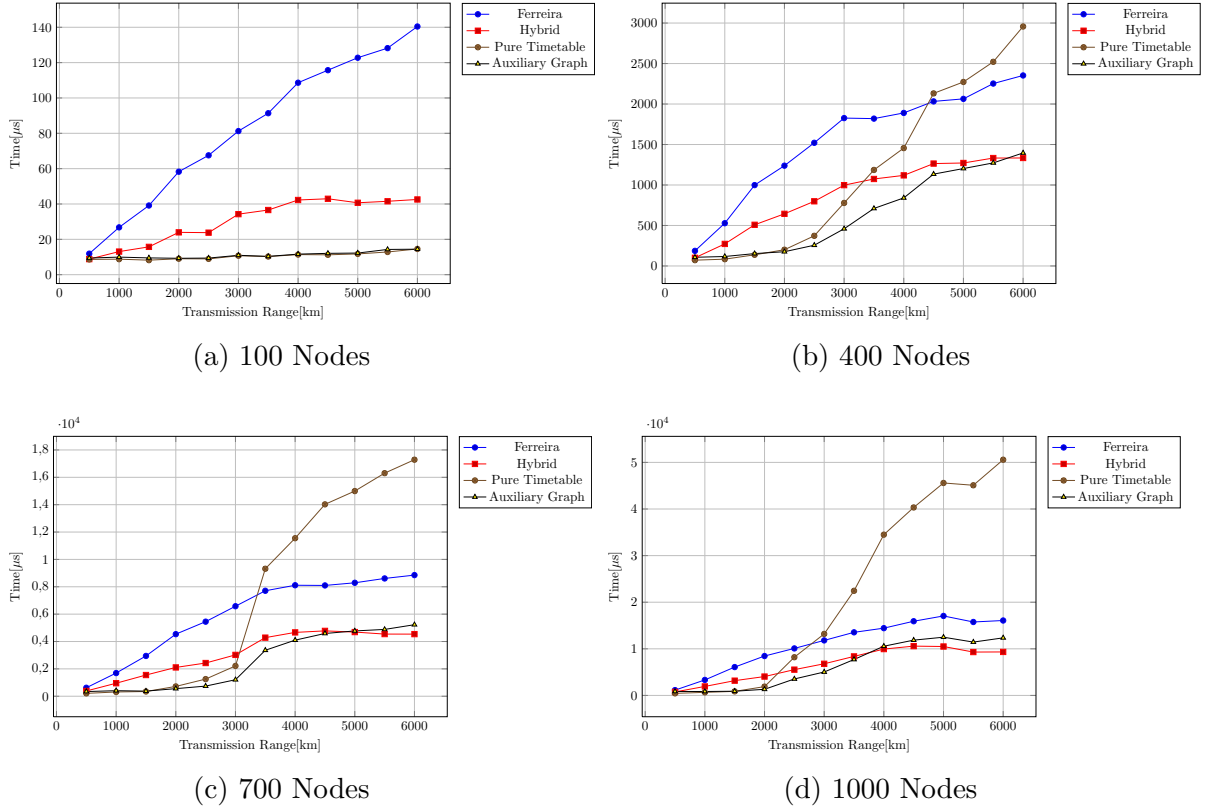 0 1000 2000 3000 4000 5000 6000
0
20
40
60
80
100
120
140
Transmission Range[km]
Time[μs]
Ferreira
Hybrid
Pure Timetable
Auxiliary Graph
(a) 100 Nodes
0 1000 2000 3000 4000 5000 6000
0
500
1000
1500
2000
2500
3000
Transmission Range[km]
Time[μs]
Ferreira
Hybrid
Pure Timetable
Auxiliary Graph
(b) 400 Nodes
0 1000 2000 3000 4000 5000 6000
0
0.2
0.4
0.6
0.8
1
1.2
1.4
1.6
1.8
·10⁴
Transmission Range[km]
Time[μs]
Ferreira
Hybrid
Pure Timetable
Auxiliary Graph
(c) 700 Nodes
0 1000 2000 3000 4000 5000 6000
0
1
2
3
4
5
·10⁴
Transmission Range[km]
Time[μs]
Ferreira
Hybrid
Pure Timetable
Auxiliary Graph
(d) 1000 Nodes